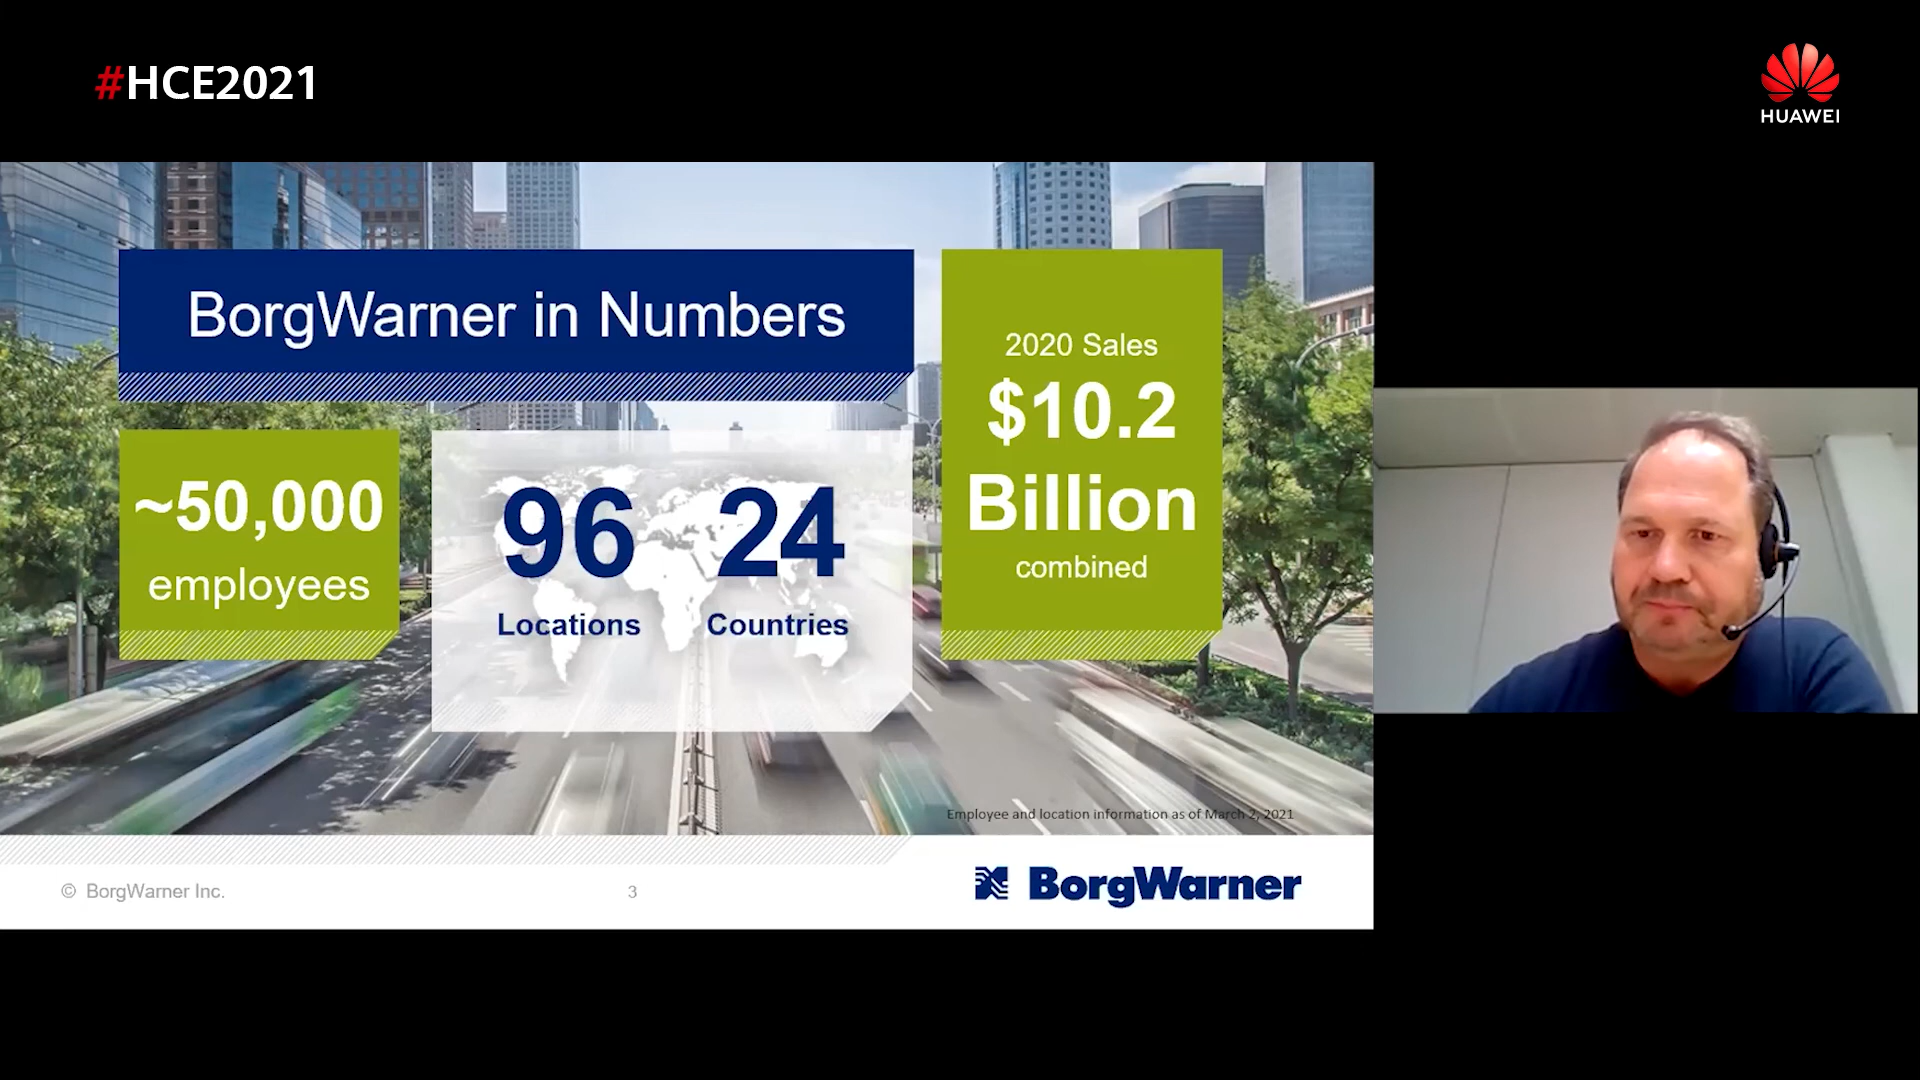 #HCE2021
HUAWEI
BorgWarner in Numbers
~50,000
employees
96
Locations
24
Countries
2020 Sales
$10.2
Billion
combined
Employee and location information as of March 2, 2021
© BorgWarner Inc.
3
BorgWarner